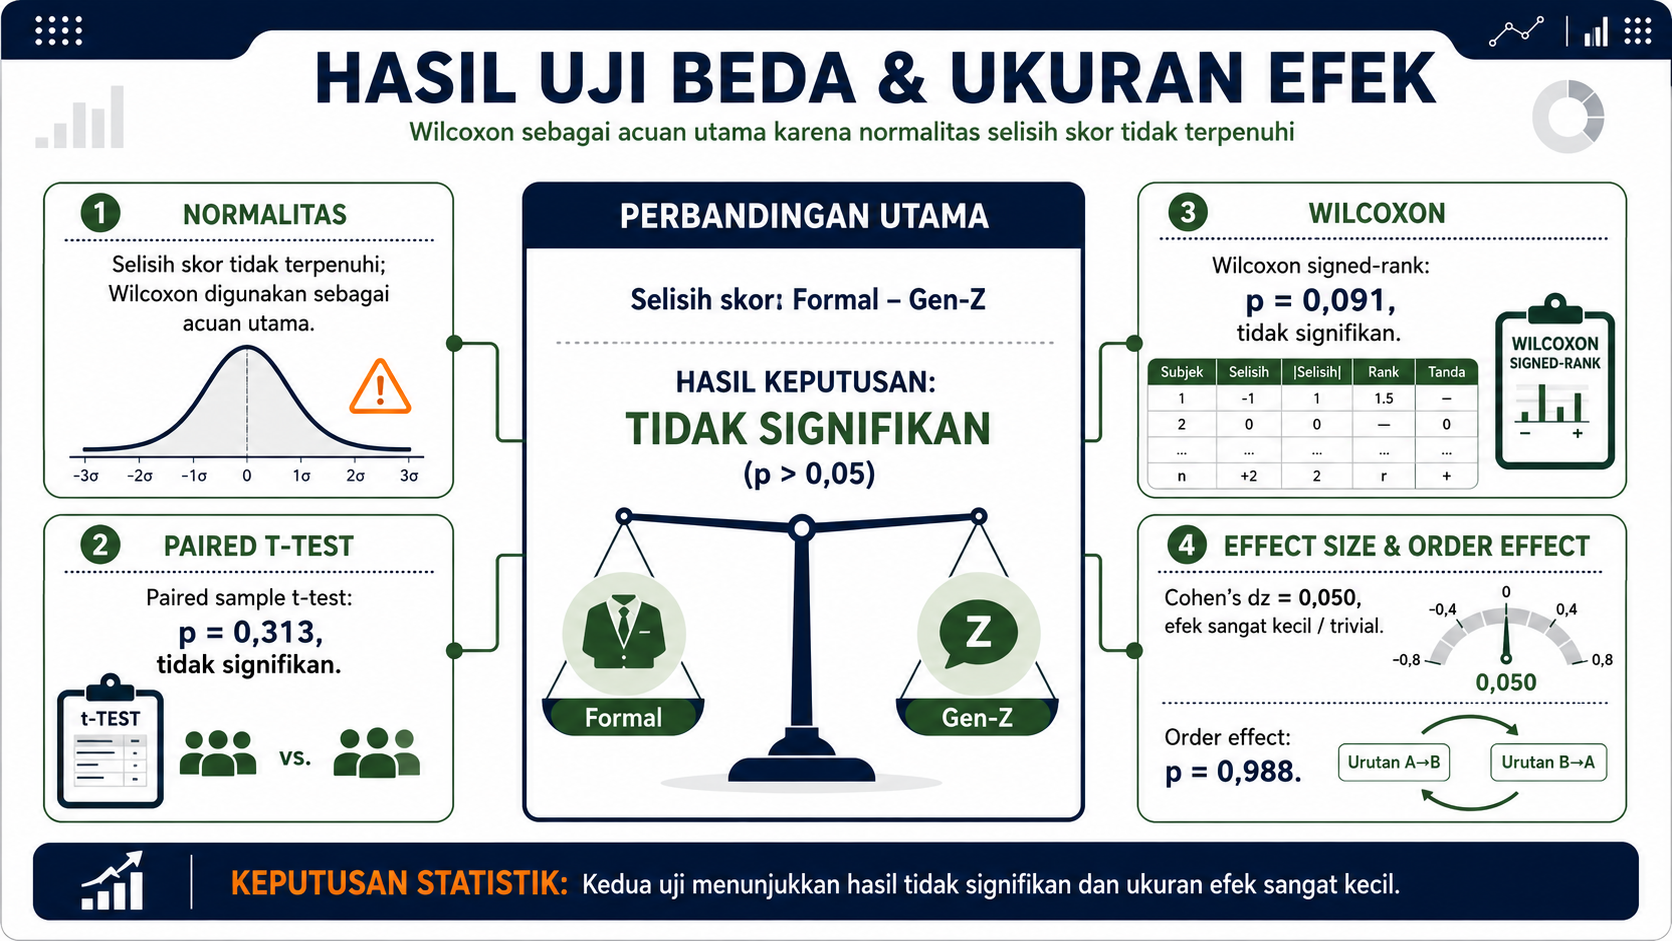 HASIL UJI BEDA & UKURAN EFEK
Wilcoxon sebagai acuan utama karena normalitas selisih skor tidak terpenuhi
1 NORMALITAS
Selisih skor tidak terpenuhi;
Wilcoxon digunakan sebagai
acuan utama.
-3σ -2σ -1σ 0 1σ 2σ 3σ
2 PAIRED T-TEST
Paired sample t-test:
p = 0,313,
tidak signifikan.
t-TEST
vs.
PERBANDINGAN UTAMA
Selisih skor: Formal – Gen-Z
HASIL KEPUTUSAN:
TIDAK SIGNIFIKAN
(p > 0,05)
Z
Formal
Gen-Z
3 WILCOXON
Wilcoxon signed-rank:
p = 0,091,
tidak signifikan.
Subjek Selisih |Selisih| Rank Tanda
1 -1 1 1.5 –
2 0 0 — 0
... ... ... ... ...
n +2 2 r +
WILCOXON
SIGNED-RANK
– +
4 EFFECT SIZE & ORDER EFFECT
Cohen's dz = 0,050,
efek sangat kecil / trivial.
0
-0,4 0,4
-0,8 0,8
0,050
Order effect:
p = 0,988.
Urutan A→B
Urutan B→A
KEPUTUSAN STATISTIK: Kedua uji menunjukkan hasil tidak signifikan dan ukuran efek sangat kecil.